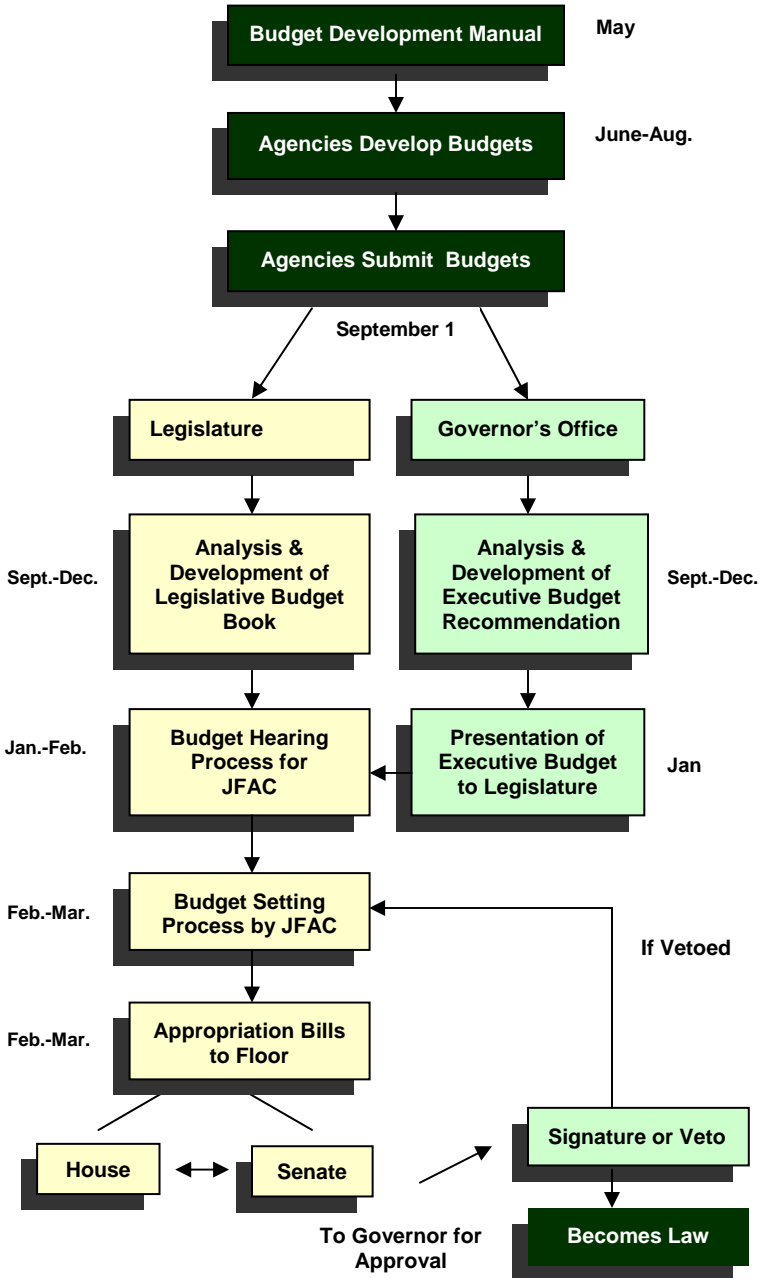 Budget Development Manual
May
Agencies Develop Budgets
June-Aug.
Agencies Submit Budgets
September 1
Legislature
Governor's Office
Sept.-Dec.
Analysis &
Development of
Legislative Budget
Book
Analysis &
Development of
Executive Budget
Recommendation
Sept.-Dec.
Jan.-Feb.
Budget Hearing
Process for
JFAC
Presentation of
Executive Budget
to Legislature
Jan
Feb.-Mar.
Budget Setting
Process by JFAC
If Vetoed
Feb.-Mar.
Appropriation Bills
to Floor
House
Senate
Signature or Veto
To Governor for
Approval
Becomes Law